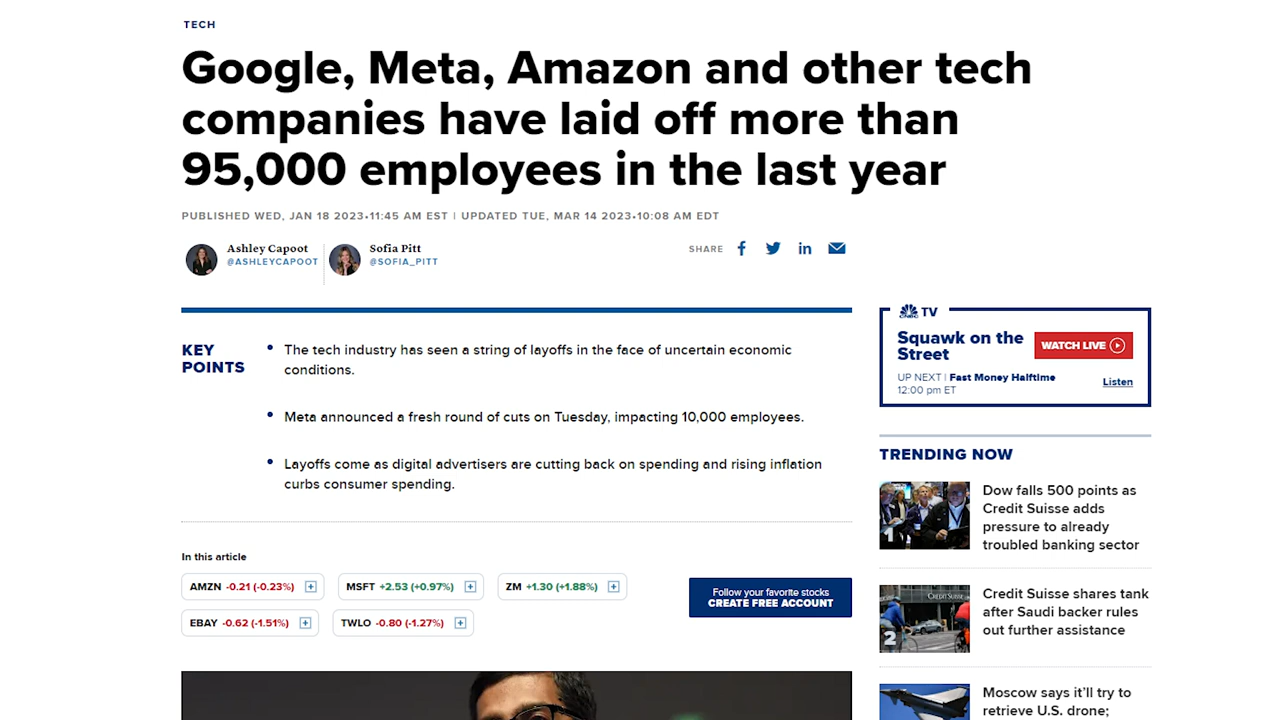 TECH
Google, Meta, Amazon and other tech
companies have laid off more than
95,000 employees in the last year
PUBLISHED WED, JAN 18 2023•11:45 AM EST | UPDATED TUE, MAR 14 2023•10:08 AM EDT
Ashley Capoot
@ASHLEYCAPOOT
Sofia Pitt
@SOFIA_PITT
SHARE
KEY
POINTS
The tech industry has seen a string of layoffs in the face of uncertain economic
conditions.
Meta announced a fresh round of cuts on Tuesday, impacting 10,000 employees.
Layoffs come as digital advertisers are cutting back on spending and rising inflation
curbs consumer spending.
In this article
AMZN -0.21 (-0.23%)
MSFT +2.53 (+0.97%)
ZM +1.30 (+1.88%)
EBAY -0.62 (-1.51%)
TWLO -0.80 (-1.27%)
Follow your favorite stocks
CREATE FREE ACCOUNT
CNBC TV
Squawk on the
Street
WATCH LIVE
UP NEXT | Fast Money Halftime
12:00 pm ET
Listen
TRENDING NOW
1
Dow falls 500 points as
Credit Suisse adds
pressure to already
troubled banking sector
CREDIT SUISSE
2
Credit Suisse shares tank
after Saudi backer rules
out further assistance
Moscow says it'll try to
retrieve U.S. drone;